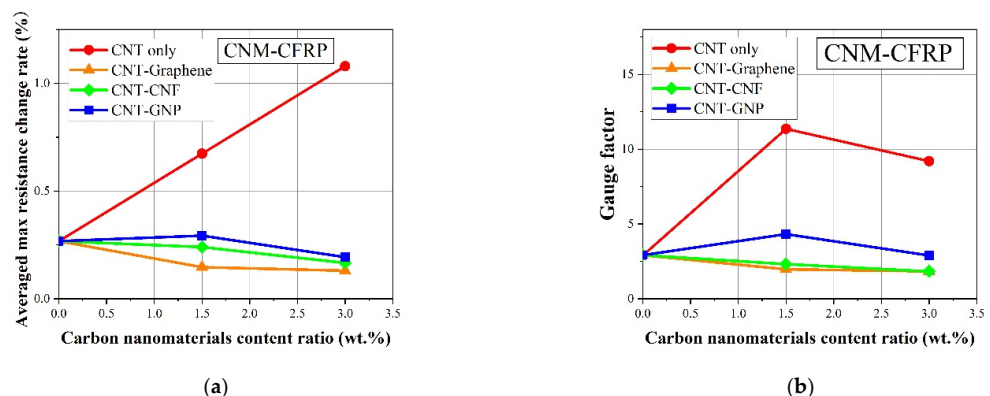 Averaged max resistance change rate (%)
CNT only
CNT-Graphene
CNT-CNF
CNT-GNP
CNM-CFRP
1.0
0.5
0.0
0.0 0.5 1.0 1.5 2.0 2.5 3.0 3.5
Carbon nanomaterials content ratio (wt.%)
(a)
Gauge factor
CNT only
CNT-Graphene
CNT-CNF
CNT-GNP
CNM-CFRP
15
10
5
0
0.0 0.5 1.0 1.5 2.0 2.5 3.0 3.5
Carbon nanomaterials content ratio (wt.%)
(b)